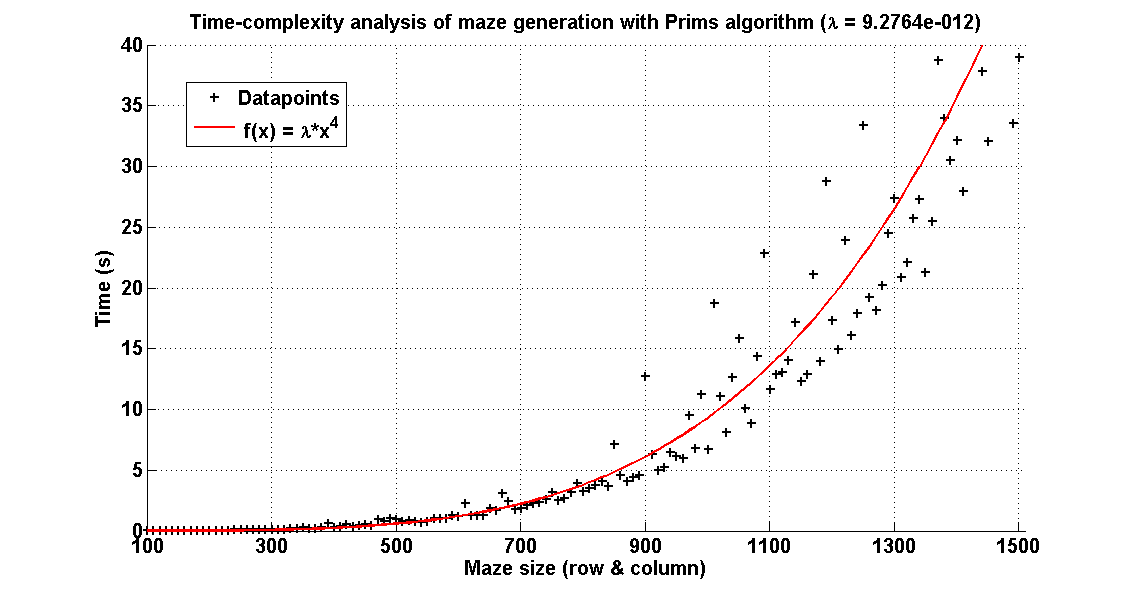 Time-complexity analysis of maze generation with Prims algorithm (λ = 9.2764e-012)
40
35
30
25
20
15
10
5
0
Datapoints
f(x) = λ*x⁴
Time (s)
100 300 500 700 900 1100 1300 1500
Maze size (row & column)